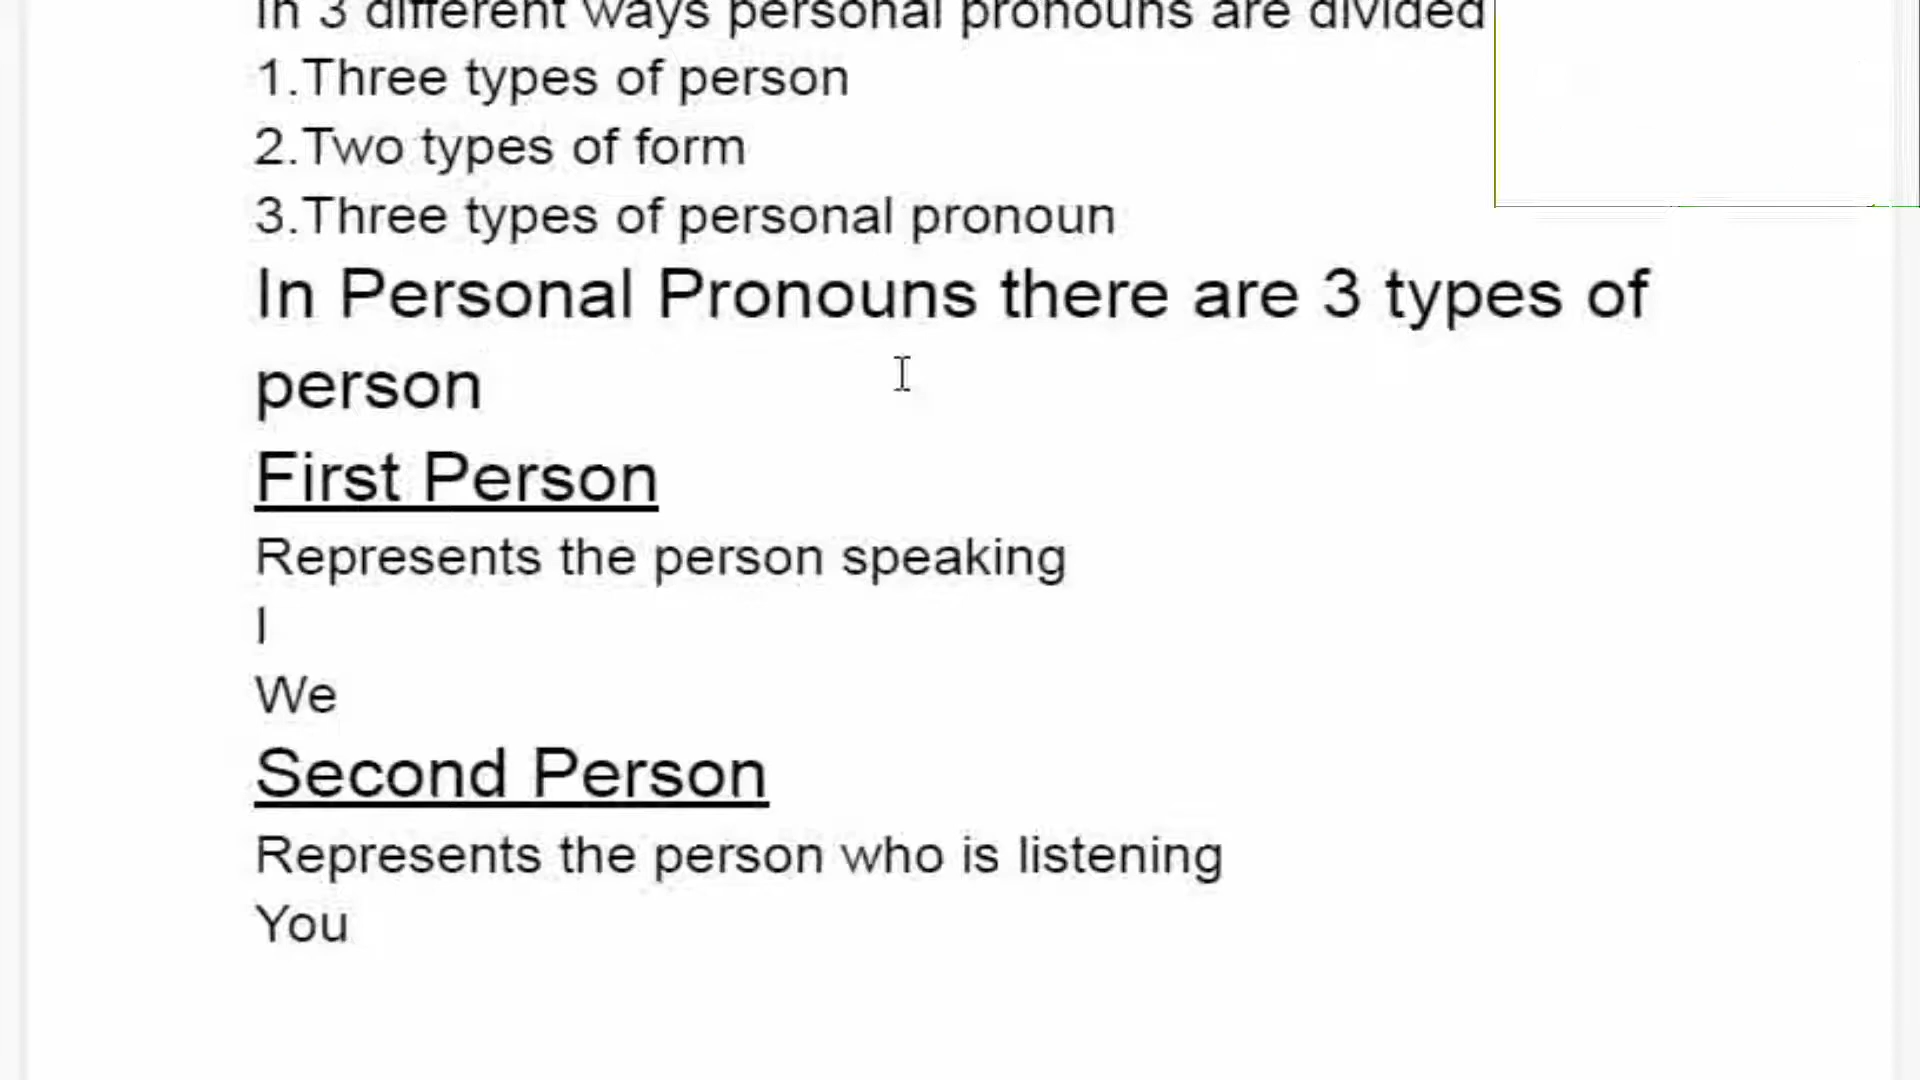 In 3 different ways personal pronouns are divided
1.Three types of person
2.Two types of form
3.Three types of personal pronoun
In Personal Pronouns there are 3 types of
person
First Person
Represents the person speaking
I
We
Second Person
Represents the person who is listening
You